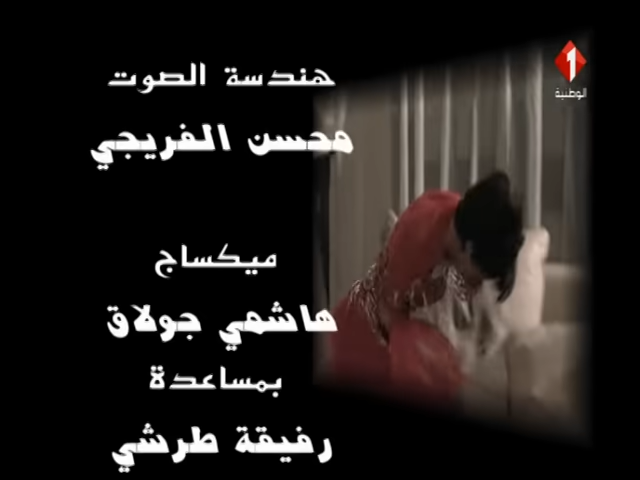 هندسة الصوت
محسن الفريجي
ميكساج
هاشمي جولاق
بمساعدة
رفيقة طرشي
1
الوطنية